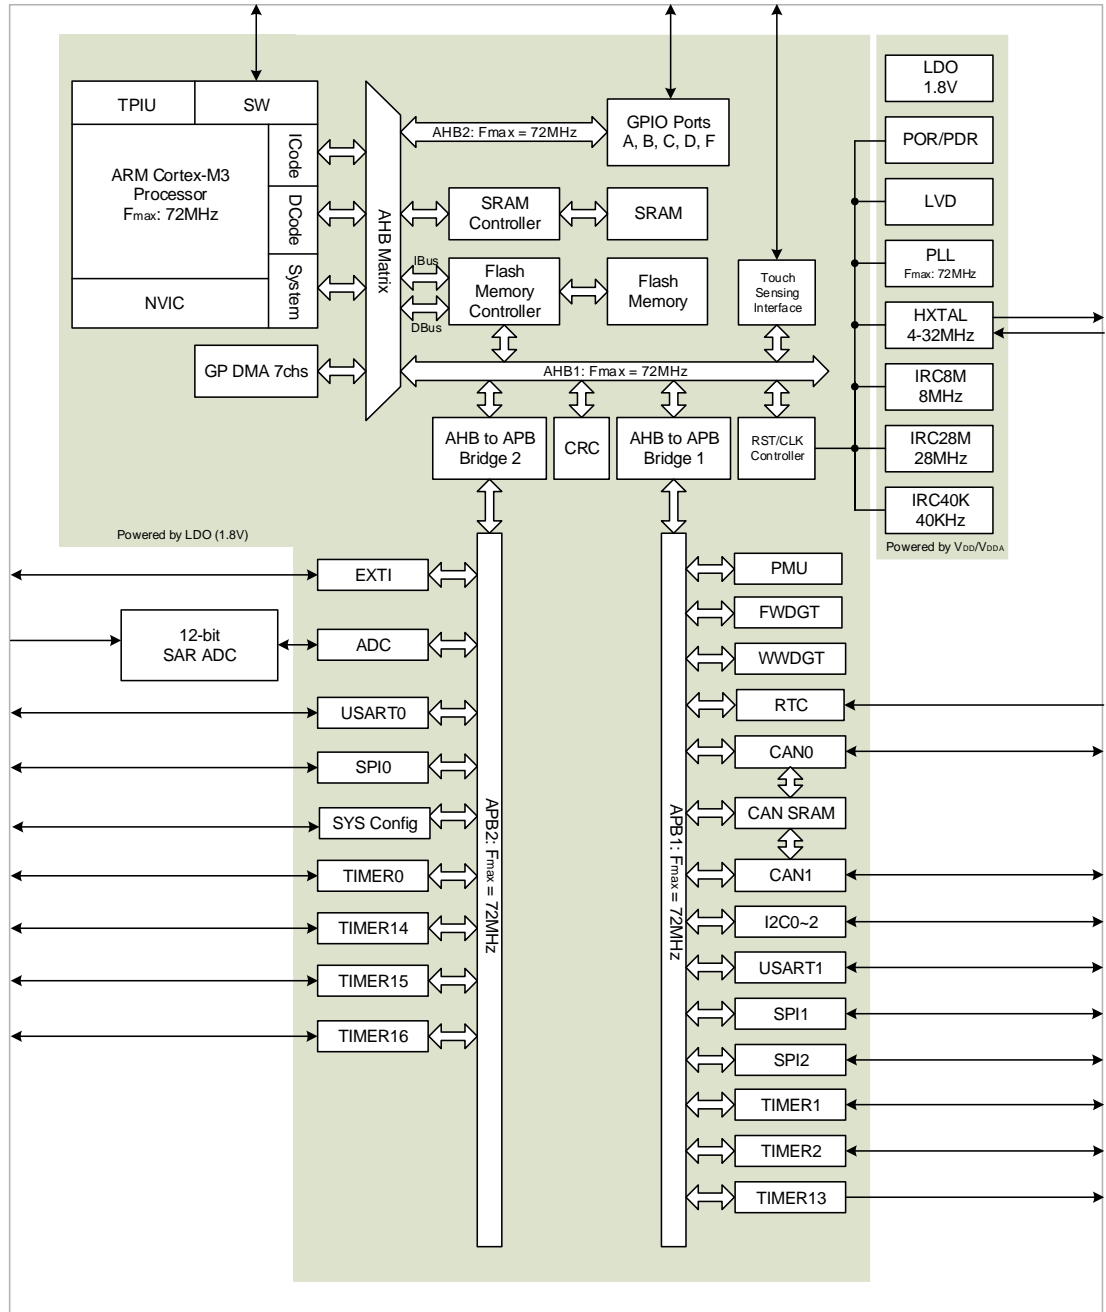 TPIU
SW
ARM Cortex-M3
Processor
Fmax: 72MHz
ICode
DCode
System
NVIC
GP DMA 7chs
AHB Matrix
AHB2: Fmax = 72MHz
GPIO Ports
A, B, C, D, F
SRAM
Controller
SRAM
IBus
DBus
Flash
Memory
Controller
Flash
Memory
Touch
Sensing
Interface
AHB1: Fmax = 72MHz
AHB to APB
Bridge 2
CRC
AHB to APB
Bridge 1
RST/CLK
Controller
LDO
1.8V
POR/PDR
LVD
PLL
Fmax: 72MHz
HXTAL
4-32MHz
IRC8M
8MHz
IRC28M
28MHz
IRC40K
40KHz
Powered by LDO (1.8V)
Powered by VDD/VDDA
EXTI
12-bit
SAR ADC
ADC
USART0
SPI0
SYS Config
TIMER0
TIMER14
TIMER15
TIMER16
APB2: Fmax = 72MHz
APB1: Fmax = 72MHz
PMU
FWDGT
WWDGT
RTC
CAN0
CAN SRAM
CAN1
I2C0~2
USART1
SPI1
SPI2
TIMER1
TIMER2
TIMER13